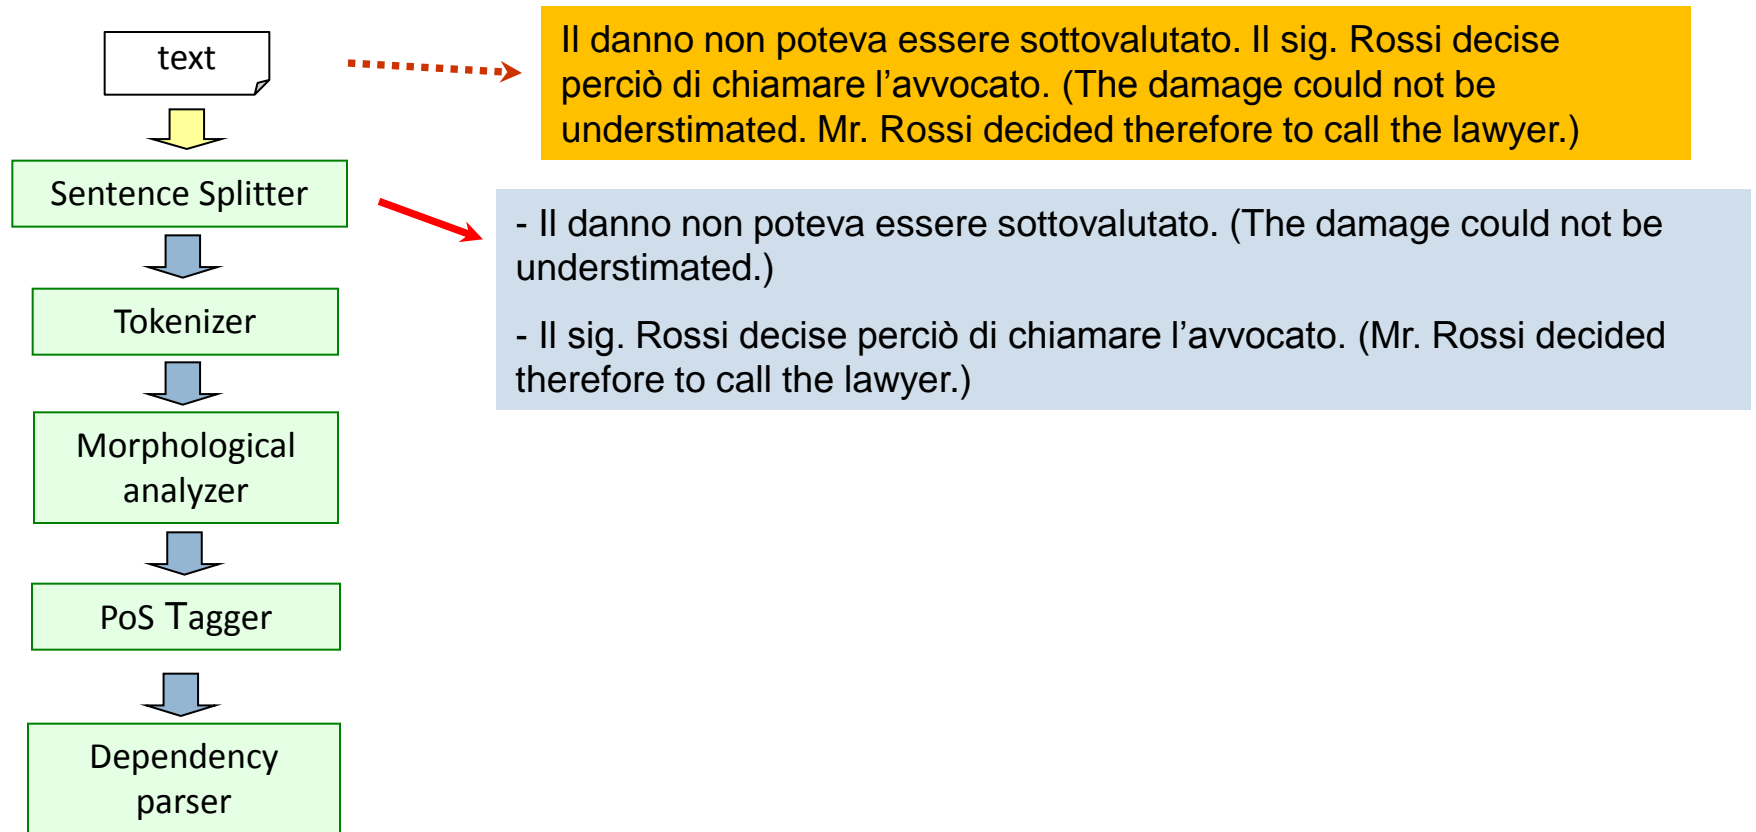 text
Il danno non poteva essere sottovalutato. Il sig. Rossi decise
perciò di chiamare l’avvocato. (The damage could not be
understimated. Mr. Rossi decided therefore to call the lawyer.)
Sentence Splitter
- Il danno non poteva essere sottovalutato. (The damage could not be
understimated.)
- Il sig. Rossi decise perciò di chiamare l’avvocato. (Mr. Rossi decided
therefore to call the lawyer.)
Tokenizer
Morphological
analyzer
PoS Tagger
Dependency
parser